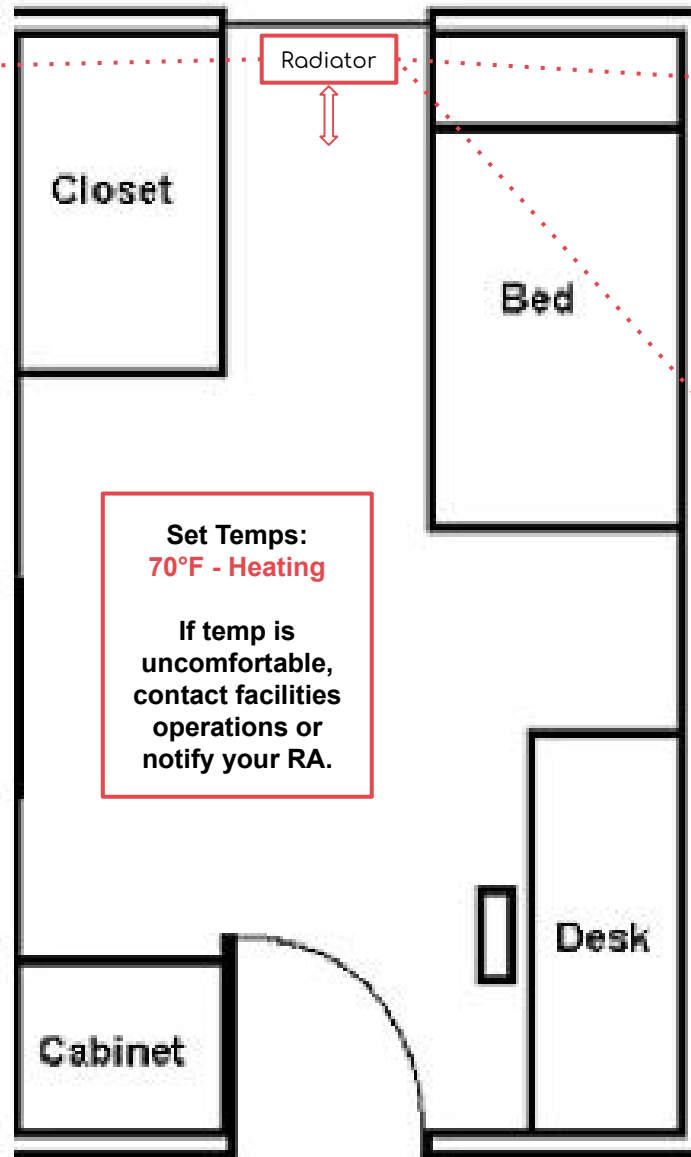 Radiator
Closet
Bed
Set Temps:
70°F - Heating
If temp is
uncomfortable,
contact facilities
operations or
notify your RA.
Desk
Cabinet